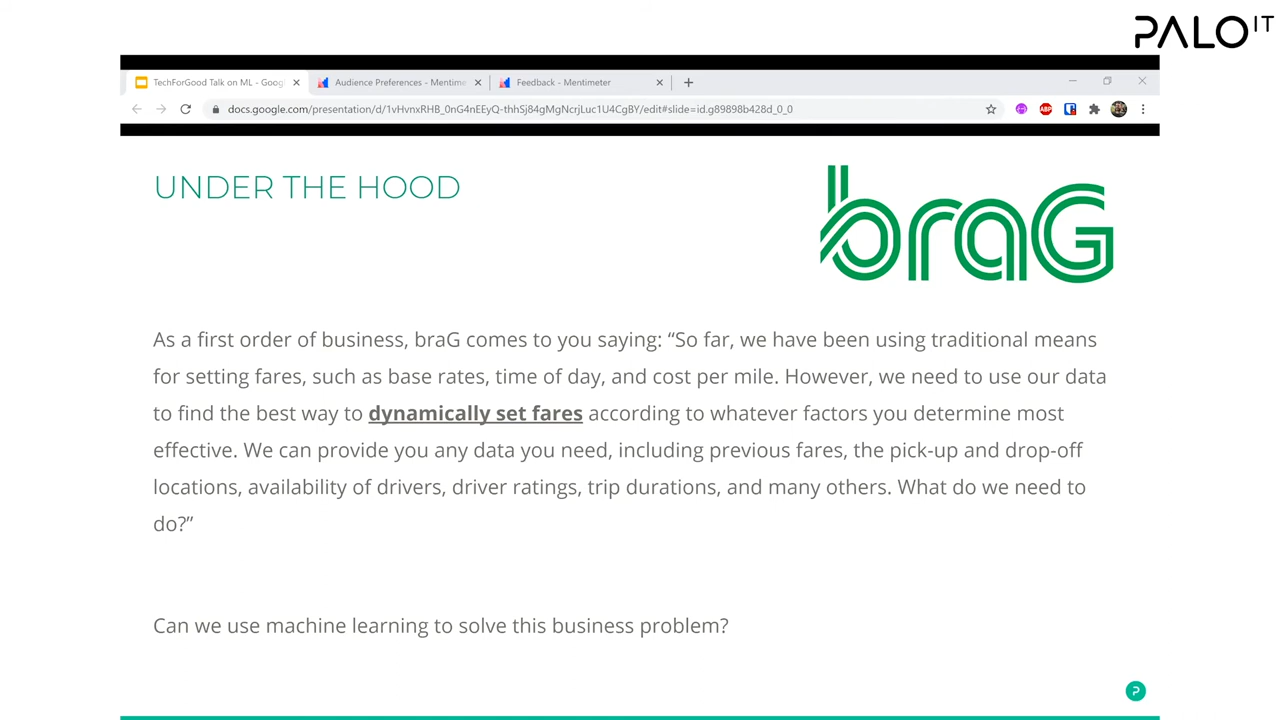 PALO IT
TechForGood Talk on ML - Goog
Audience Preferences - Mentime
Feedback - Mentimeter
docs.google.com/presentation/d/1vHvnxRHB_0nG4nEEyQ-thhSj84gMgNcrjLuc1U4CgBY/edit#slide=id.g89898b428d_0_0
ABP
UNDER THE HOOD
braG
As a first order of business, braG comes to you saying: “So far, we have been using traditional means
for setting fares, such as base rates, time of day, and cost per mile. However, we need to use our data
to find the best way to dynamically set fares according to whatever factors you determine most
effective. We can provide you any data you need, including previous fares, the pick-up and drop-off
locations, availability of drivers, driver ratings, trip durations, and many others. What do we need to
do?”
Can we use machine learning to solve this business problem?